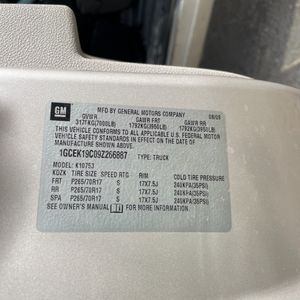 GM
MFD BY GENERAL MOTORS COMPANY 08/09
GVWR GAWR FRT GAWR RR
3175KG(7000LB) 1792KG(3950LB) 1792KG(3950LB)
THIS VEHICLE CONFORMS TO ALL APPLICABLE U.S. FEDERAL MOTOR
VEHICLE SAFETY STANDARDS IN EFFECT ON THE DATE OF
MANUFACTURE SHOWN ABOVE.
1GCEK19C09Z256887 TYPE: TRUCK
MODEL: K10753
KDZK TIRE SIZE SPEED RTG RIM COLD TIRE PRESSURE
FRT P265/70R17 S 17X7.5J 240KPA(35PSI)
RR P265/70R17 S 17X7.5J 240KPA(35PSI)
SPA P265/70R17 S 17X7.5J 240KPA(35PSI)
SEE OWNER'S MANUAL FOR MORE INFORMATION.